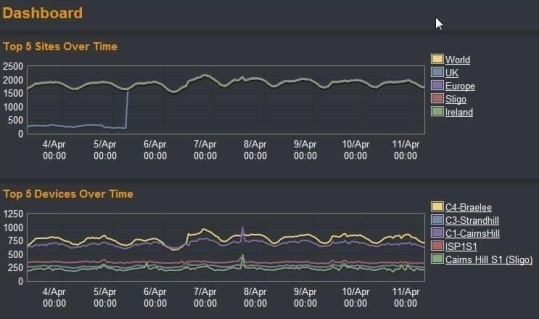 Dashboard
Top 5 Sites Over Time
2500
2000
1500
1000
500
0
4/Apr 00:00
5/Apr 00:00
6/Apr 00:00
7/Apr 00:00
8/Apr 00:00
9/Apr 00:00
10/Apr 00:00
11/Apr 00:00
World
UK
Europe
Sligo
Ireland
Top 5 Devices Over Time
1250
1000
750
500
250
0
4/Apr 00:00
5/Apr 00:00
6/Apr 00:00
7/Apr 00:00
8/Apr 00:00
9/Apr 00:00
10/Apr 00:00
11/Apr 00:00
C4-Braelee
C3-Strandhill
C1-CairnsHill
ISP1S1
Cairns Hill S1 (Sligo)